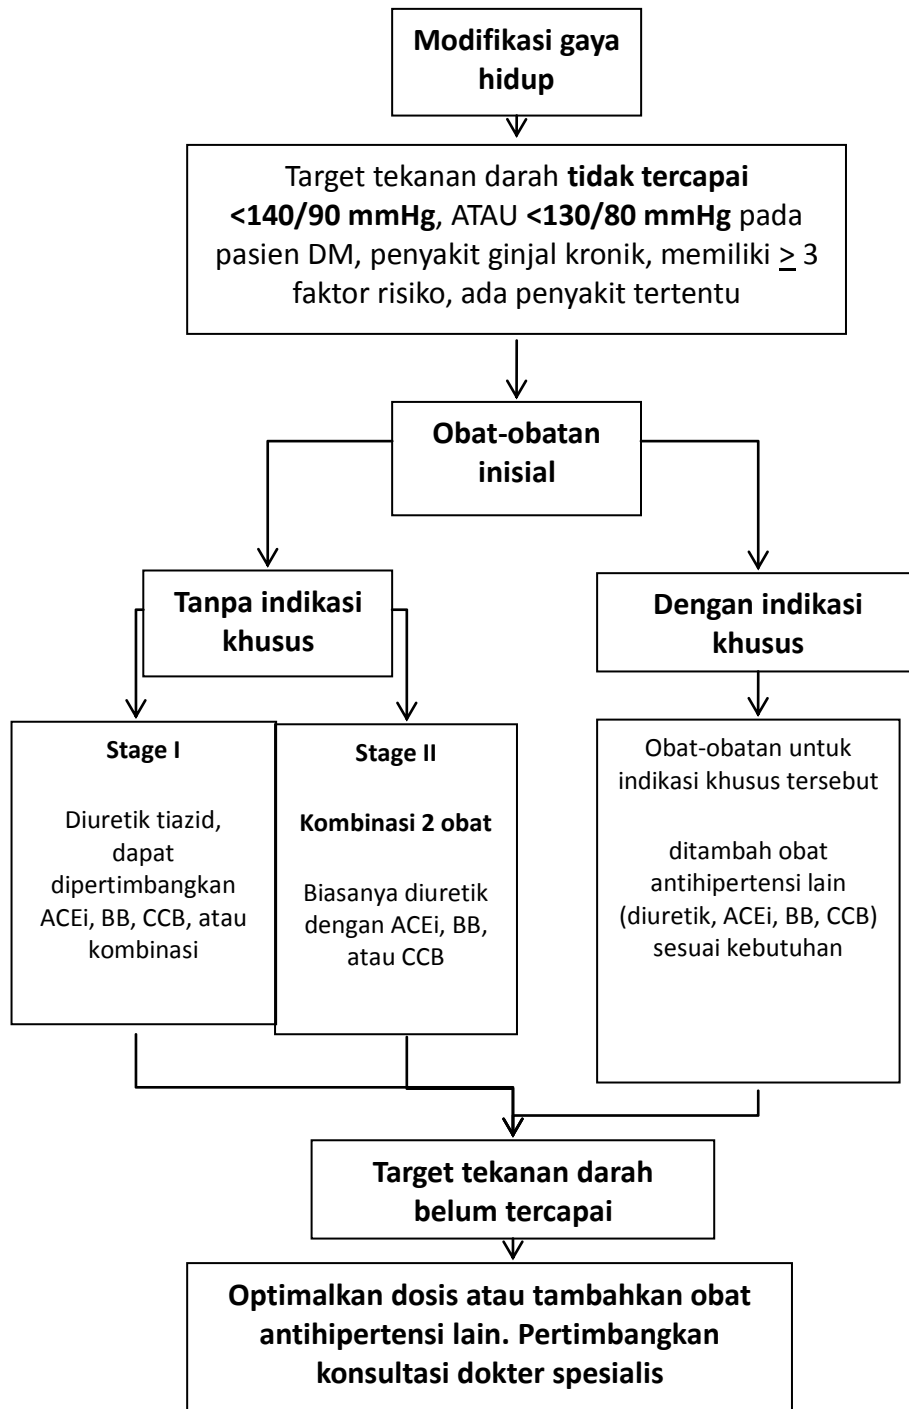 Modifikasi gaya
hidup
Target tekanan darah tidak tercapai
<140/90 mmHg, ATAU <130/80 mmHg pada
pasien DM, penyakit ginjal kronik, memiliki > 3
faktor risiko, ada penyakit tertentu
Obat-obatan
inisial
Tanpa indikasi
khusus
Dengan indikasi
khusus
Stage I
Diuretik tiazid,
dapat
dipertimbangkan
ACEi, BB, CCB, atau
kombinasi
Stage II
Kombinasi 2 obat
Biasanya diuretik
dengan ACEi, BB,
atau CCB
Obat-obatan untuk
indikasi khusus tersebut
ditambah obat
antihipertensi lain
(diuretik, ACEi, BB, CCB)
sesuai kebutuhan
Target tekanan darah
belum tercapai
Optimalkan dosis atau tambahkan obat
antihipertensi lain. Pertimbangkan
konsultasi dokter spesialis